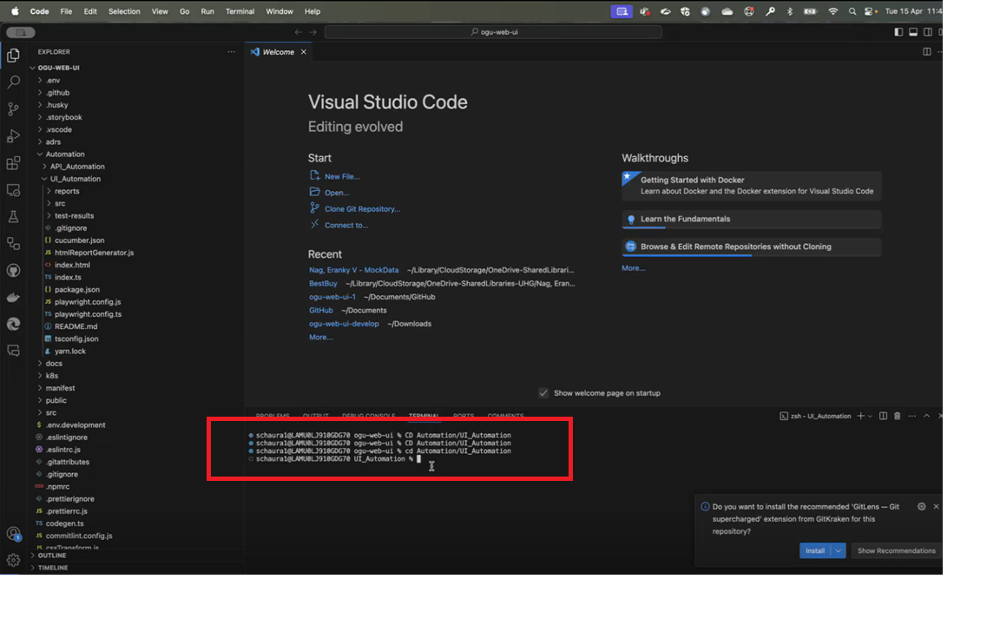 Code File Edit Selection View Go Run Terminal Window Help
Tue 15 Apr 11:4
ogu-web-ui
EXPLORER
OGU-WEB-UI
.env
.github
.husky
.storybook
.vscode
adrs
Automation
API_Automation
UI_Automation
reports
src
test-results
.gitignore
{} cucumber.json
JS htmlReportGenerator.js
<> index.html
TS index.ts
{} package.json
JS playwright.config.js
TS playwright.config.ts
README.md
tsconfig.json
yarn.lock
docs
k8s
manifest
public
src
$ .env.development
.eslintignore
.eslintrc.js
.gitattributes
.gitignore
.npmrc
.prettierignore
JS .prettierrc.js
TS codegen.ts
JS commitlint.config.js
JS cssTransform.js
OUTLINE
TIMELINE
1
Welcome
Visual Studio Code
Editing evolved
Start
New File...
Open...
Clone Git Repository...
Connect to...
Recent
Nag, Eranky V - MockData ~/Library/CloudStorage/OneDrive-SharedLibrari...
BestBuy ~/Library/CloudStorage/OneDrive-SharedLibraries-UHG/Nag, Eran...
ogu-web-ui-1 ~/Documents/GitHub
GitHub ~/Documents
ogu-web-ui-develop ~/Downloads
More...
Walkthroughs
Getting Started with Docker
Learn about Docker and the Docker extension for Visual Studio Code
Learn the Fundamentals
Browse & Edit Remote Repositories without Cloning
More...
Show welcome page on startup
PROBLEMS OUTPUT DEBUG CONSOLE TERMINAL PORTS COMMENTS
zsh - UI_Automation
schaura1@LAMU0LJ910GDG70 ogu-web-ui % CD Automation/UI_Automation
schaura1@LAMU0LJ910GDG70 ogu-web-ui % CD Automation/UI_Automation
schaura1@LAMU0LJ910GDG70 ogu-web-ui % cd Automation/UI_Automation
schaura1@LAMU0LJ910GDG70 UI_Automation %
Do you want to install the recommended 'GitLens — Git
supercharged' extension from GitKraken for this
repository?
Install
Show Recommendations